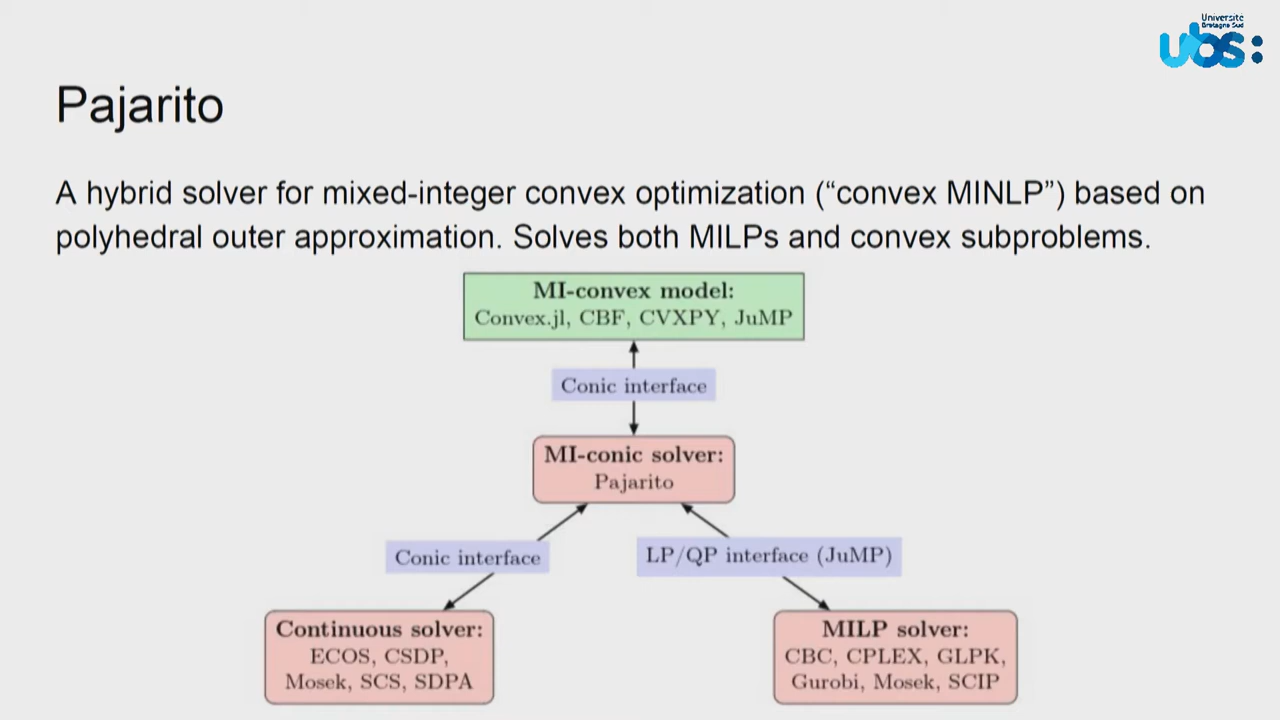 Université
Bretagne Sud
ubs:
Pajarito
A hybrid solver for mixed-integer convex optimization (“convex MINLP”) based on
polyhedral outer approximation. Solves both MILPs and convex subproblems.
MI-convex model:
Convex.jl, CBF, CVXPY, JuMP
Conic interface
MI-conic solver:
Pajarito
Conic interface
LP/QP interface (JuMP)
Continuous solver:
ECOS, CSDP,
Mosek, SCS, SDPA
MILP solver:
CBC, CPLEX, GLPK,
Gurobi, Mosek, SCIP